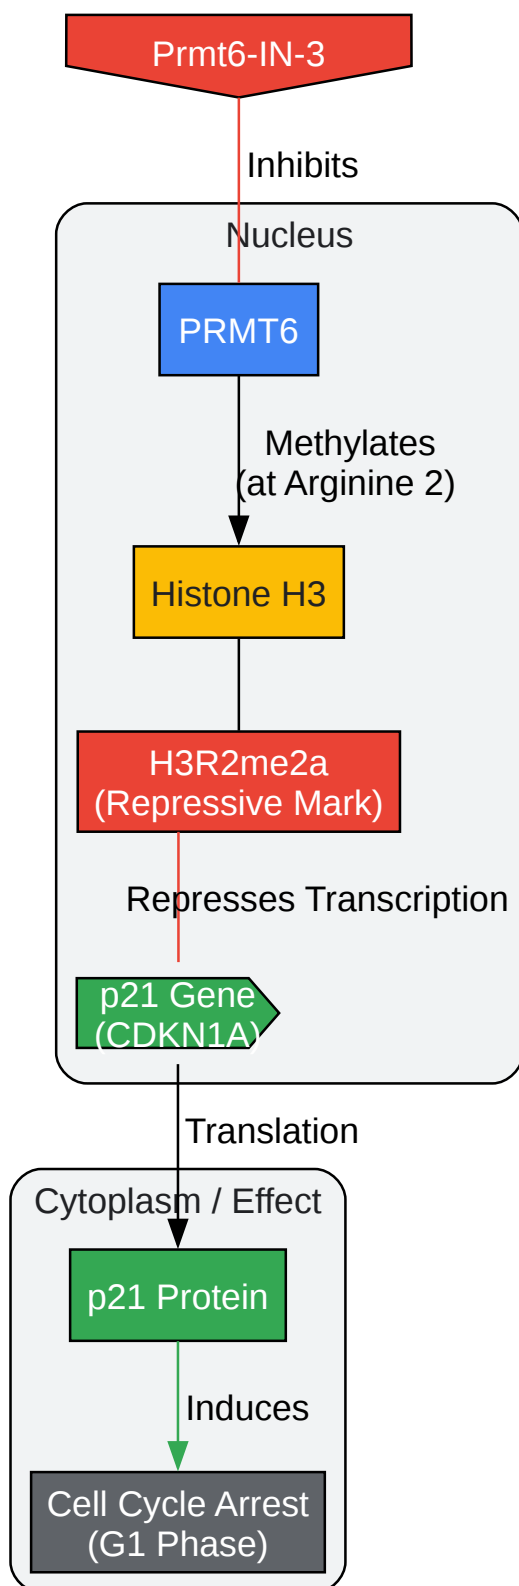 Prmt6-IN-3
Inhibits
Nucleus
PRMT6
Methylates
(at Arginine 2)
Histone H3
H3R2me2a
(Repressive Mark)
Represses Transcription
p21 Gene
(CDKN1A)
Translation
Cytoplasm / Effect
p21 Protein
Induces
Cell Cycle Arrest
(G1 Phase)